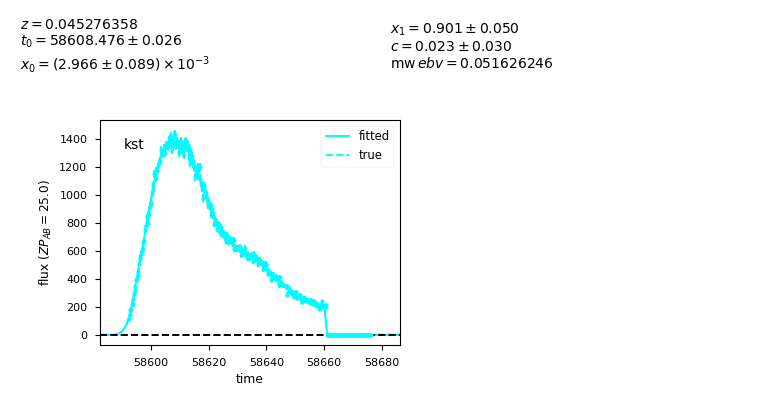 z = 0.045276358
t₀ = 58608.476 ± 0.026
x₀ = (2.966 ± 0.089) × 10⁻³
x₁ = 0.901 ± 0.050
c = 0.023 ± 0.030
mw ebv = 0.051626246
kst
fitted
true
flux (ZP_AB = 25.0)
1400
1200
1000
800
600
400
200
0
58600 58620 58640 58660 58680
time